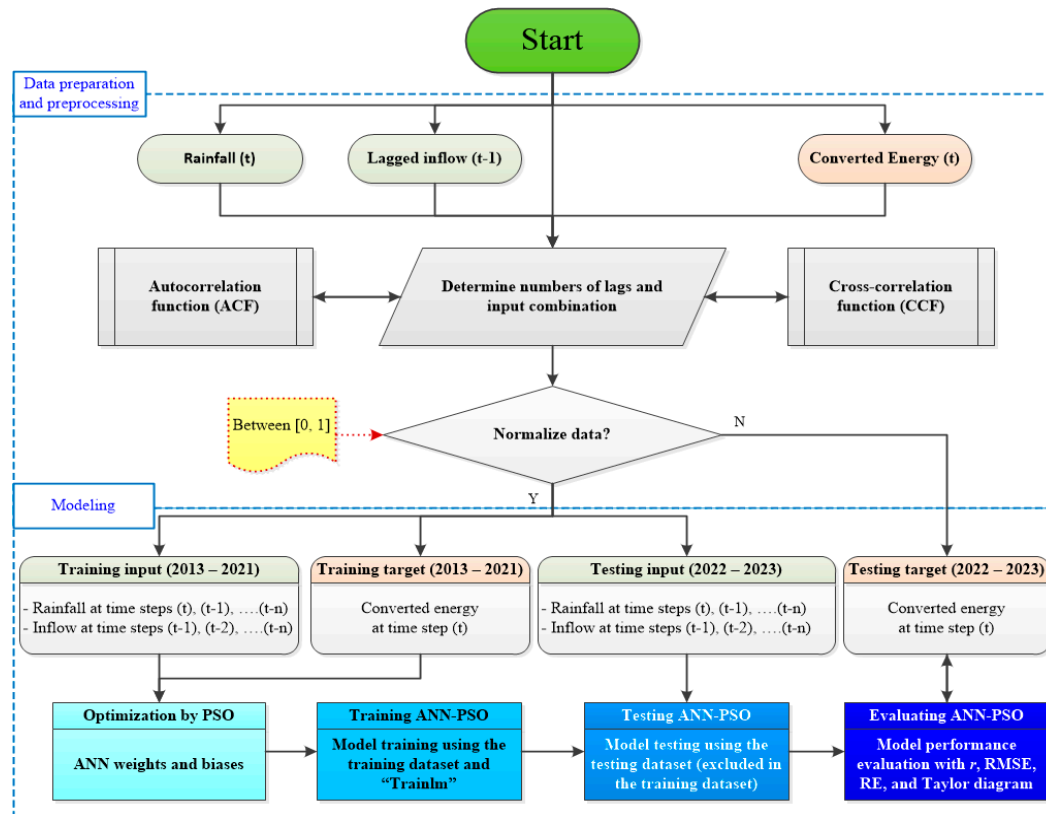 Start
Data preparation
and preprocessing
Rainfall (t)
Lagged inflow (t-1)
Converted Energy (t)
Autocorrelation
function (ACF)
Determine numbers of lags and
input combination
Cross-correlation
function (CCF)
Between [0, 1]
Normalize data?
N
Y
Modeling
Training input (2013 – 2021)
- Rainfall at time steps (t), (t-1), ….(t-n)
- Inflow at time steps (t-1), (t-2), ….(t-n)
Training target (2013 – 2021)
Converted energy
at time step (t)
Testing input (2022 – 2023)
- Rainfall at time steps (t), (t-1), ….(t-n)
- Inflow at time steps (t-1), (t-2), ….(t-n)
Testing target (2022 – 2023)
Converted energy
at time step (t)
Optimization by PSO
ANN weights and biases
Training ANN-PSO
Model training using the
training dataset and
“Trainlm”
Testing ANN-PSO
Model testing using the
testing dataset (excluded in
the training dataset)
Evaluating ANN-PSO
Model performance
evaluation with r, RMSE,
RE, and Taylor diagram